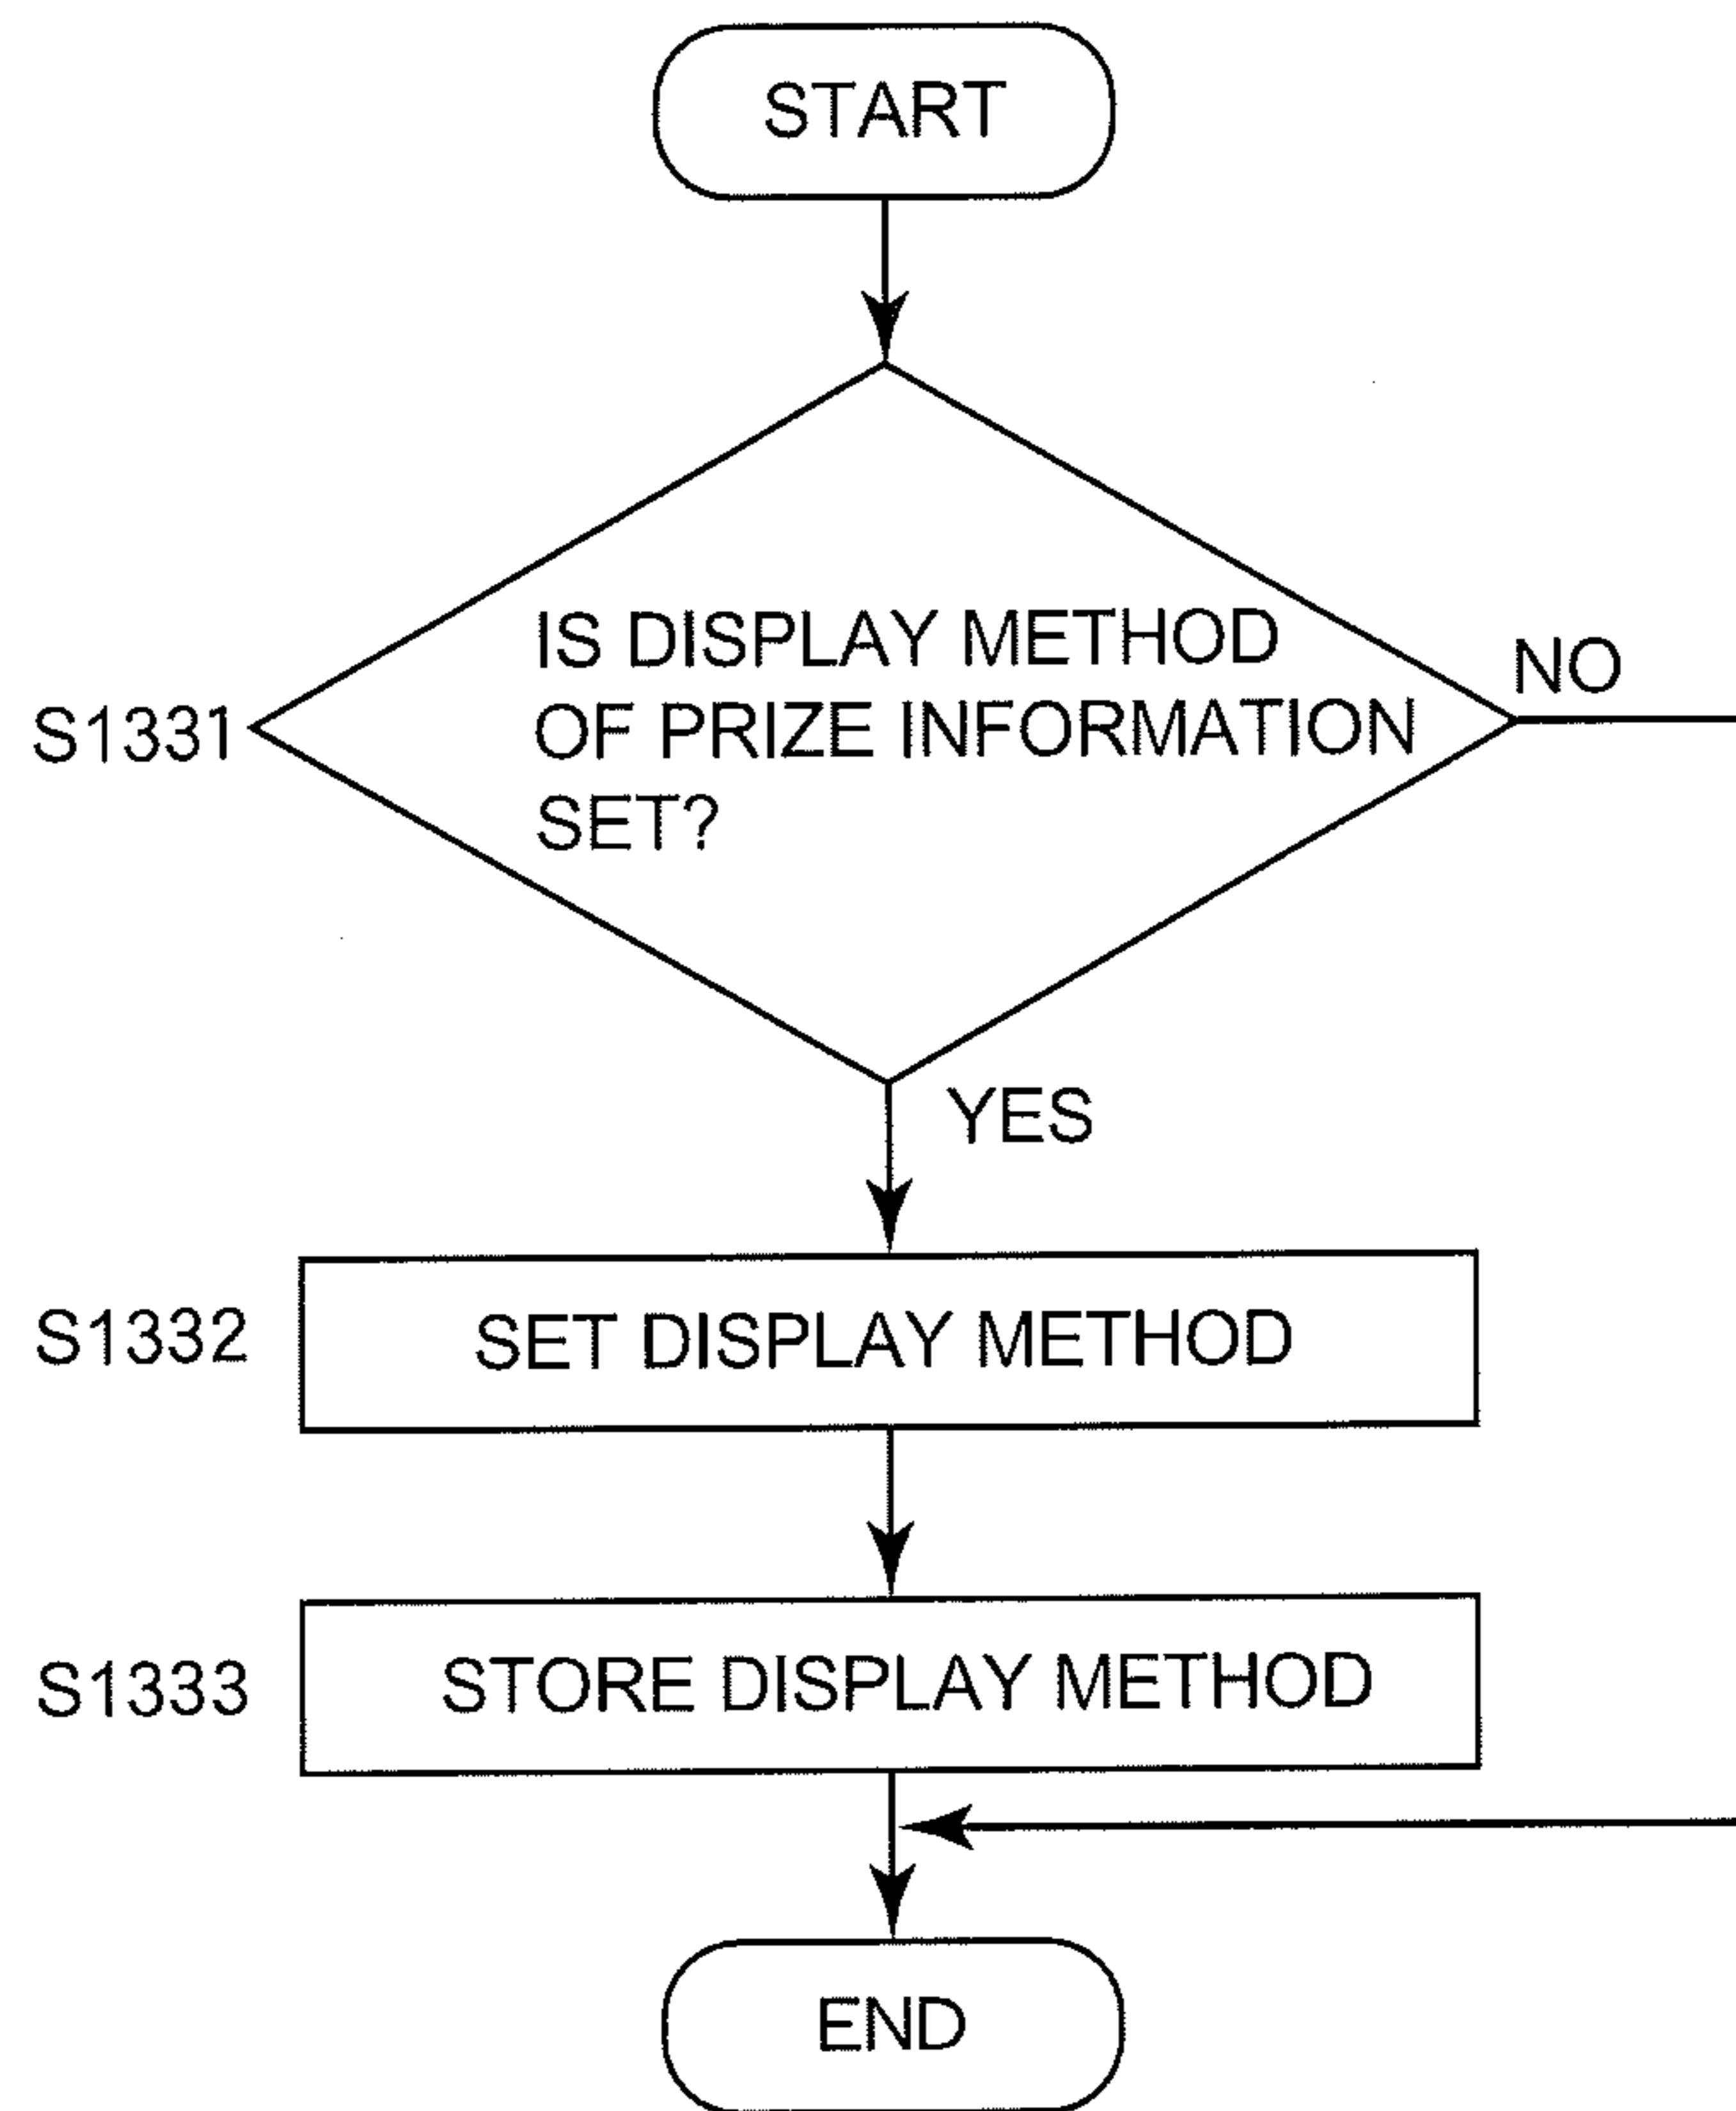 START
IS DISPLAY METHOD
OF PRIZE INFORMATION
SET?
S1331
NO
YES
S1332
SET DISPLAY METHOD
S1333
STORE DISPLAY METHOD
END